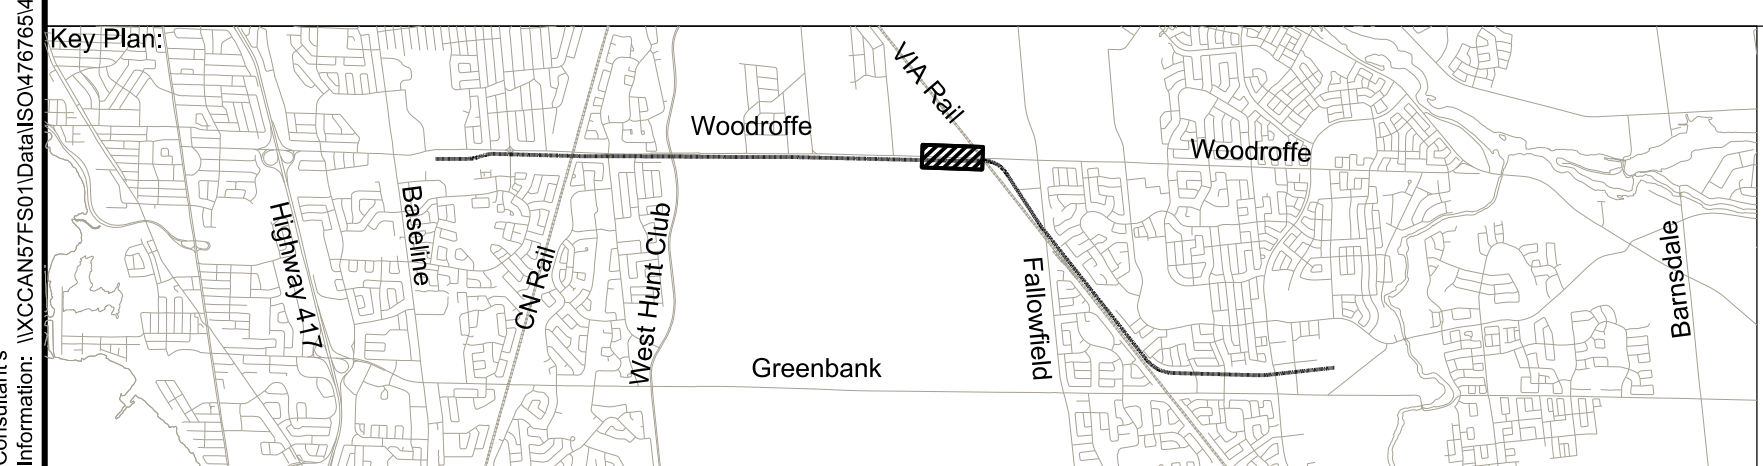 Key Plan:
VIA Rail
Woodroffe
Woodroffe
Highway 417
Baseline
CN Rail
West Hunt Club
Fallowfield
Barnsdale
Greenbank
Consultant's
Information: \\XCCAN57FS01\Data\ISO\476765\4